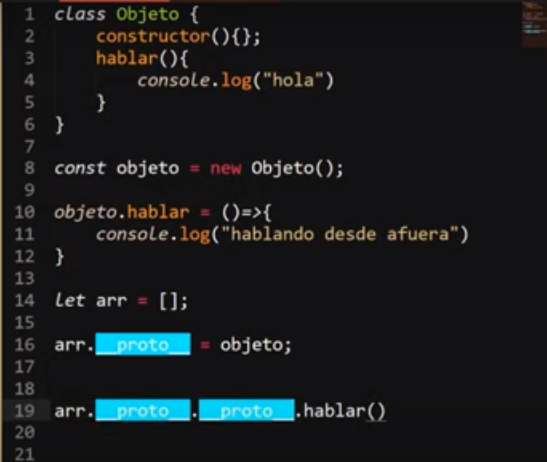 1 class Objeto {
2     constructor(){};
3     hablar(){
4         console.log("hola")
5     }
6 }
7
8 const objeto = new Objeto();
9
10 objeto.hablar = ()=>{
11     console.log("hablando desde afuera")
12 }
13
14 let arr = [];
15
16 arr.__proto__ = objeto;
17
18
19 arr.__proto__.__proto__.hablar()
20
21